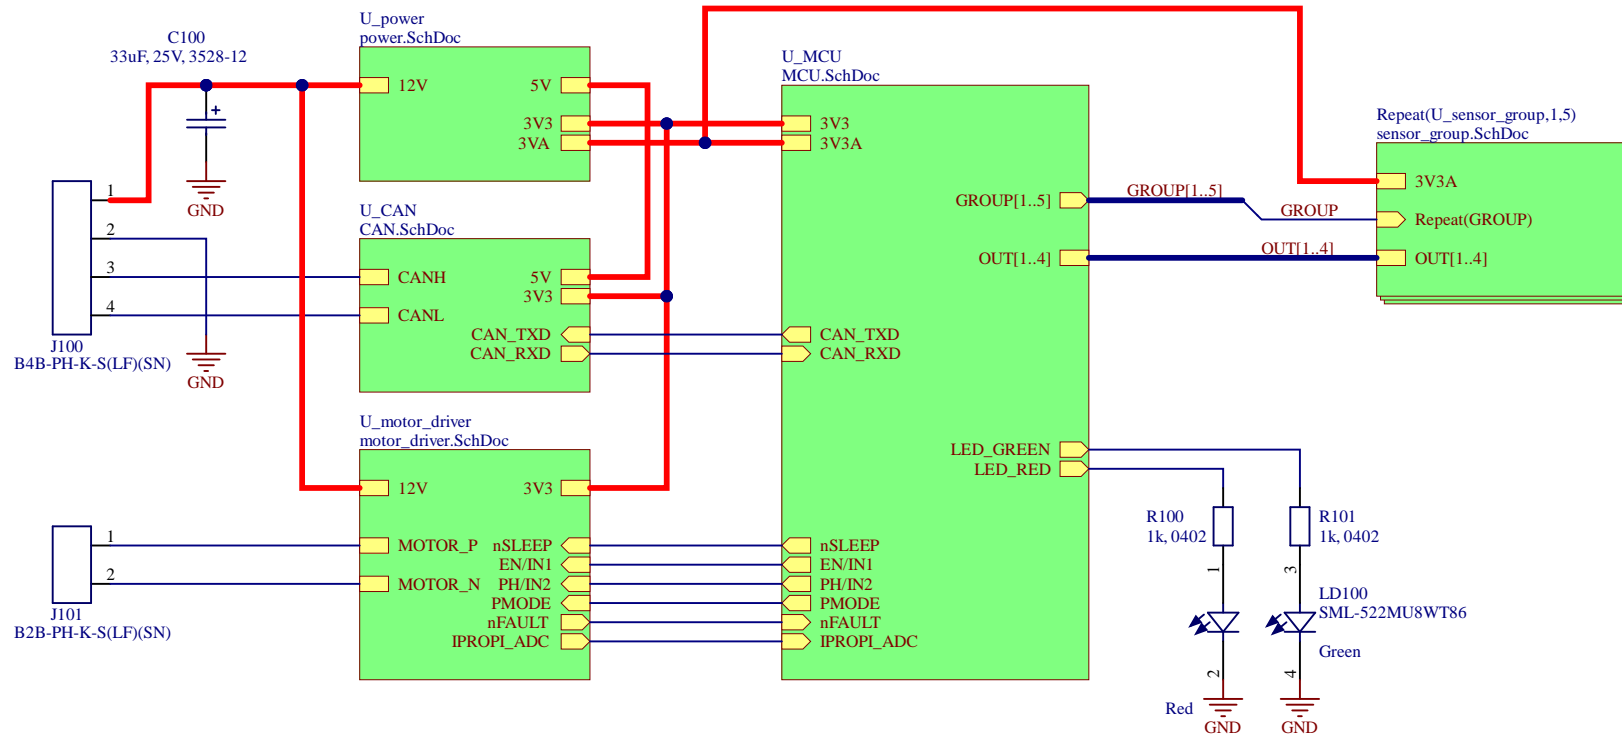 C100
33uF, 25V, 3528-12
+
GND
1
2
3
4
J100
B4B-PH-K-S(LF)(SN)
GND
1
2
J101
B2B-PH-K-S(LF)(SN)
U_power
power.SchDoc
12V
5V
3V3
3VA
U_CAN
CAN.SchDoc
CANH
CANL
5V
3V3
CAN_TXD
CAN_RXD
U_motor_driver
motor_driver.SchDoc
12V
3V3
MOTOR_P
MOTOR_N
nSLEEP
EN/IN1
PH/IN2
PMODE
nFAULT
IPROPI_ADC
U_MCU
MCU.SchDoc
3V3
3V3A
GROUP[1..5]
OUT[1..4]
CAN_TXD
CAN_RXD
LED_GREEN
LED_RED
nSLEEP
EN/IN1
PH/IN2
PMODE
nFAULT
IPROPI_ADC
GROUP[1..5]
GROUP
OUT[1..4]
Repeat(U_sensor_group,1,5)
sensor_group.SchDoc
3V3A
Repeat(GROUP)
OUT[1..4]
R100
1k, 0402
R101
1k, 0402
1
3
LD100
SML-522MU8WT86
Green
2
4
Red
GND
GND